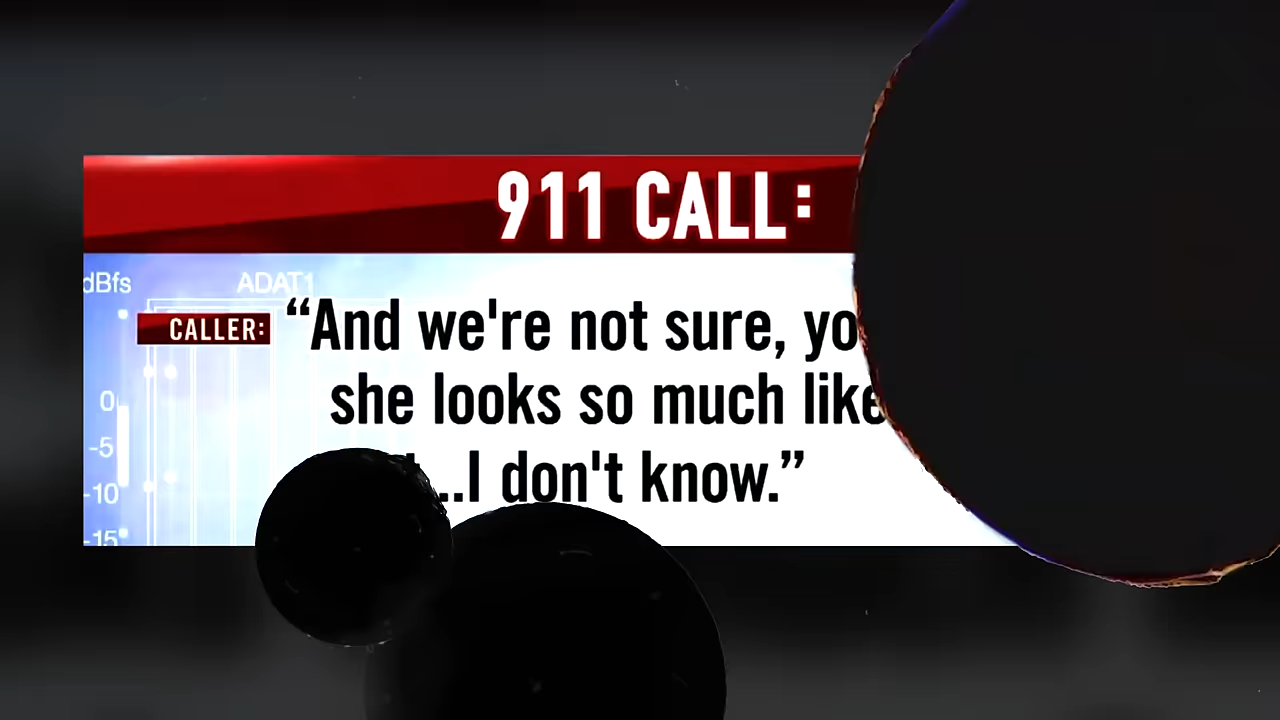 911 CALL:
dBfs
ADAT1
CALLER: “And we're not sure,
she looks so much like
0
-5
..I don't know.”
-10
-15